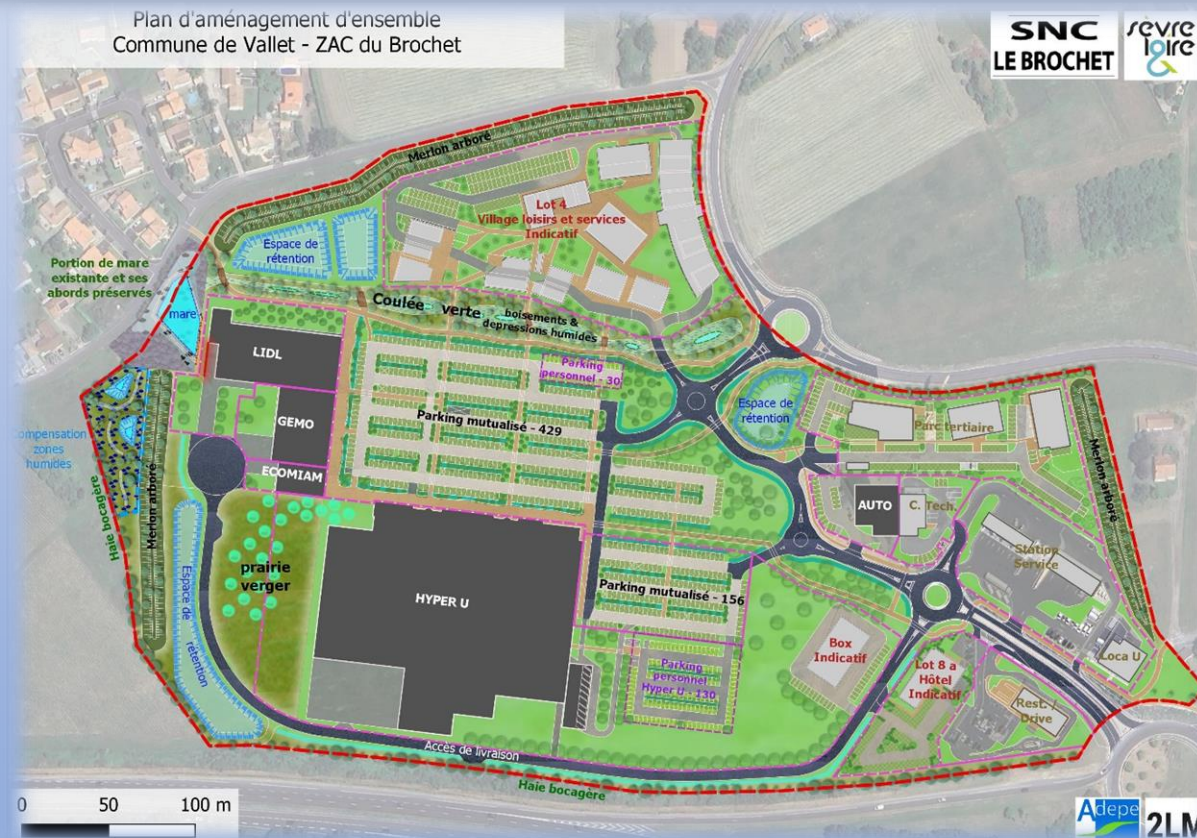 Plan d'aménagement d'ensemble
Commune de Vallet - ZAC du Brochet
SNC
LE BROCHET
sèvre
loire
Merlon arboré
Lot 4
Village loisirs et services
Indicatif
Espace de
rétention
Portion de mare
existante et ses
abords préservés
mare
Coulée verte
boisements &
depressions humides
LIDL
Parking
personnel - 30
GEMO
Parking mutualisé - 429
Espace de
rétention
Parc tertiaire
Merlon arboré
ompensation
zones
humides
ECOMIAM
Haie bocagère
Merlon arboré
AUTO
C. Tech.
Station
Service
prairie
verger
Espace de
rétention
HYPER U
Parking mutualisé - 156
Box
Indicatif
Parking
personnel
Hyper U - 130
Lot 8 a
Hôtel
Indicatif
Loca U
Rest. /
Drive
Accès de livraison
Haie bocagère
0 50 100 m
Adepe
2LM